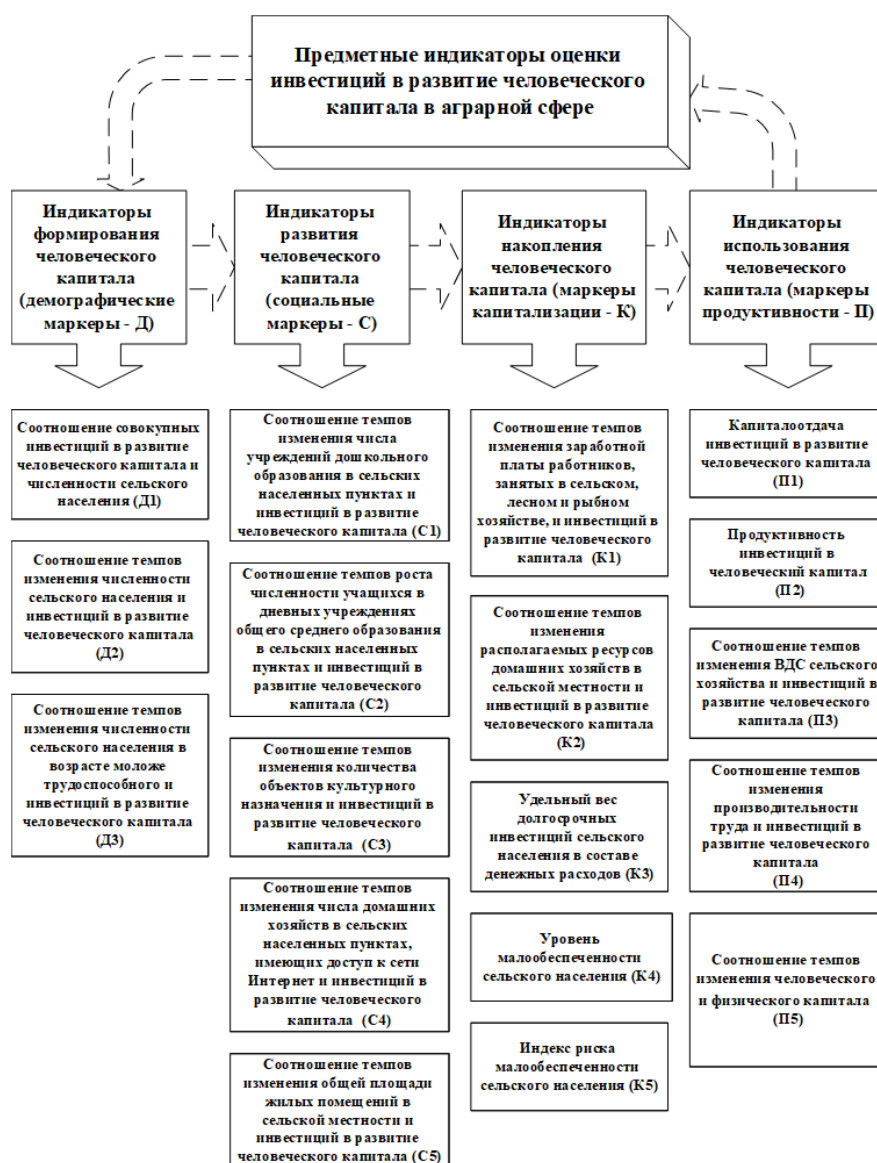 Предметные индикаторы оценки
инвестиций в развитие человеческого
капитала в аграрной сфере
Индикаторы
формирования
человеческого
капитала
(демографические
маркеры - Д)
Индикаторы
развития
человеческого
капитала
(социальные
маркеры - С)
Индикаторы
накопления
человеческого
капитала (маркеры
капитализации - К)
Индикаторы
использования
человеческого
капитала (маркеры
продуктивности - П)
Соотношение совокупных
инвестиций в развитие
человеческого капитала и
численности сельского
населения (Д1)
Соотношение темпов
изменения численности
сельского населения и
инвестиций в развитие
человеческого капитала
(Д2)
Соотношение темпов
изменения численности
сельского населения в
возрасте моложе
трудоспособного и
инвестиций в развитие
человеческого капитала
(Д3)
Соотношение темпов
изменения числа
учреждений дошкольного
образования в сельских
населенных пунктах и
инвестиций в развитие
человеческого капитала (С1)
Соотношение темпов роста
численности учащихся в
дневных учреждениях
общего среднего образования
в сельских населенных
пунктах и инвестиций в
развитие человеческого
капитала (С2)
Соотношение темпов
изменения количества
объектов культурного
назначения и инвестиций в
развитие человеческого
капитала (С3)
Соотношение темпов
изменения числа домашних
хозяйств в сельских
населенных пунктах,
имеющих доступ к сети
Интернет и инвестиций в
развитие человеческого
капитала (С4)
Соотношение темпов
изменения общей площади
жилых помещений в
сельской местности и
инвестиций в развитие
человеческого капитала (С5)
Соотношение темпов
изменения заработной
платы работников,
занятых в сельском,
лесном и рыбном
хозяйстве, и инвестиций в
развитие человеческого
капитала (К1)
Соотношение темпов
изменения
располагаемых ресурсов
домашних хозяйств в
сельской местности и
инвестиций в развитие
человеческого капитала
(К2)
Удельный вес
долгосрочных
инвестиций сельского
населения в составе
денежных расходов (К3)
Уровень
малообеспеченности
сельского населения (К4)
Индекс риска
малообеспеченности
сельского населения (К5)
Капиталоотдача
инвестиций в развитие
человеческого капитала
(П1)
Продуктивность
инвестиций в
человеческий капитал
(П2)
Соотношение темпов
изменения ВДС сельского
хозяйства и инвестиций в
развитие человеческого
капитала (П3)
Соотношение темпов
изменения
производительности
труда и инвестиций в
развитие человеческого
капитала
(П4)
Соотношение темпов
изменения человеческого
и физического капитала
(П5)